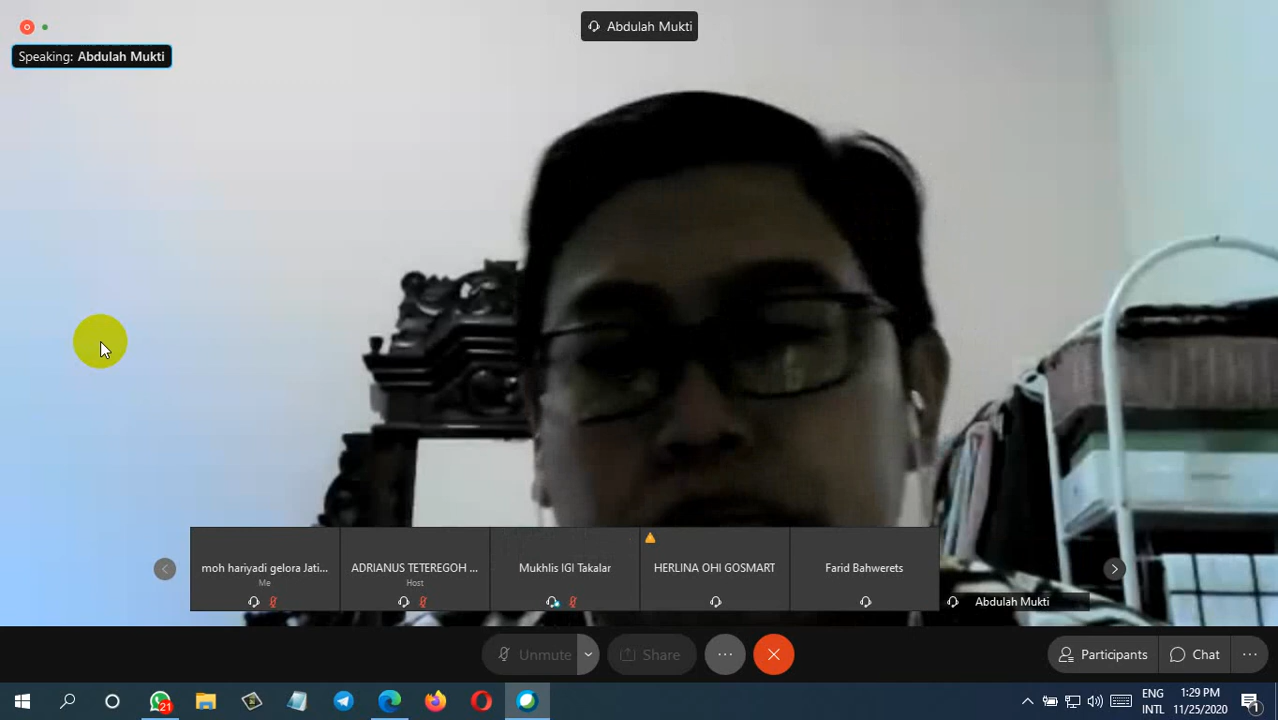 Abdulah Mukti
Speaking: Abdulah Mukti
moh hariyadi gelora Jati...
Me
ADRIANUS TETEREGOH ...
Host
Mukhlis IGI Takalar
HERLINA OHI GOSMART
Farid Bahwerets
Abdulah Mukti
Unmute
Share
Participants
Chat
21
ENG
INTL
1:29 PM
11/25/2020
1